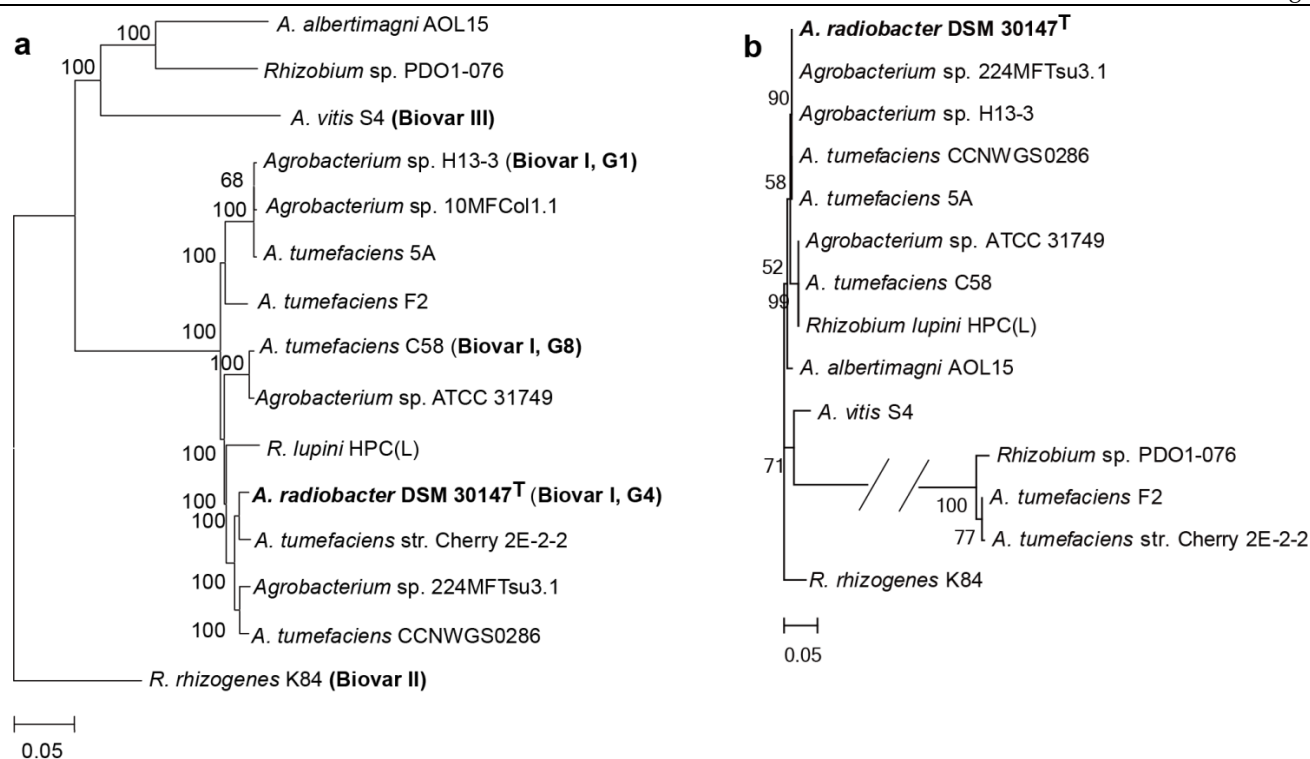 a
A. albertimagni AOL15
100
Rhizobium sp. PDO1-076
100
A. vitis S4 (Biovar III)
Agrobacterium sp. H13-3 (Biovar I, G1)
68
Agrobacterium sp. 10MFCol1.1
100
A. tumefaciens 5A
100
A. tumefaciens F2
100
A. tumefaciens C58 (Biovar I, G8)
100
Agrobacterium sp. ATCC 31749
R. lupini HPC(L)
100
A. radiobacter DSM 30147T (Biovar I, G4)
100
100
A. tumefaciens str. Cherry 2E-2-2
Agrobacterium sp. 224MFTsu3.1
100
A. tumefaciens CCNWGS0286
100
R. rhizogenes K84 (Biovar II)
0.05
b
A. radiobacter DSM 30147T
Agrobacterium sp. 224MFTsu3.1
90
Agrobacterium sp. H13-3
A. tumefaciens CCNWGS0286
58
A. tumefaciens 5A
Agrobacterium sp. ATCC 31749
52
A. tumefaciens C58
99
Rhizobium lupini HPC(L)
A. albertimagni AOL15
A. vitis S4
71
Rhizobium sp. PDO1-076
A. tumefaciens F2
100
A. tumefaciens str. Cherry 2E-2-2
77
R. rhizogenes K84
0.05